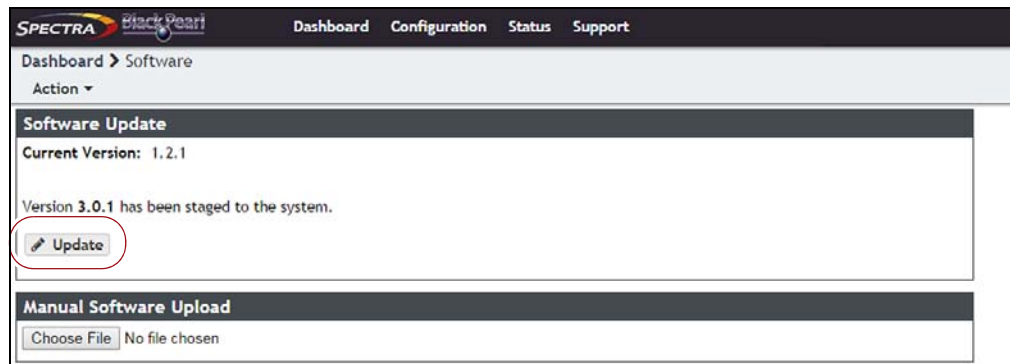 SPECTRA BlackPearl Dashboard Configuration Status Support
Dashboard > Software
Action
Software Update
Current Version: 1.2.1
Version 3.0.1 has been staged to the system.
Update
Manual Software Upload
Choose File No file chosen